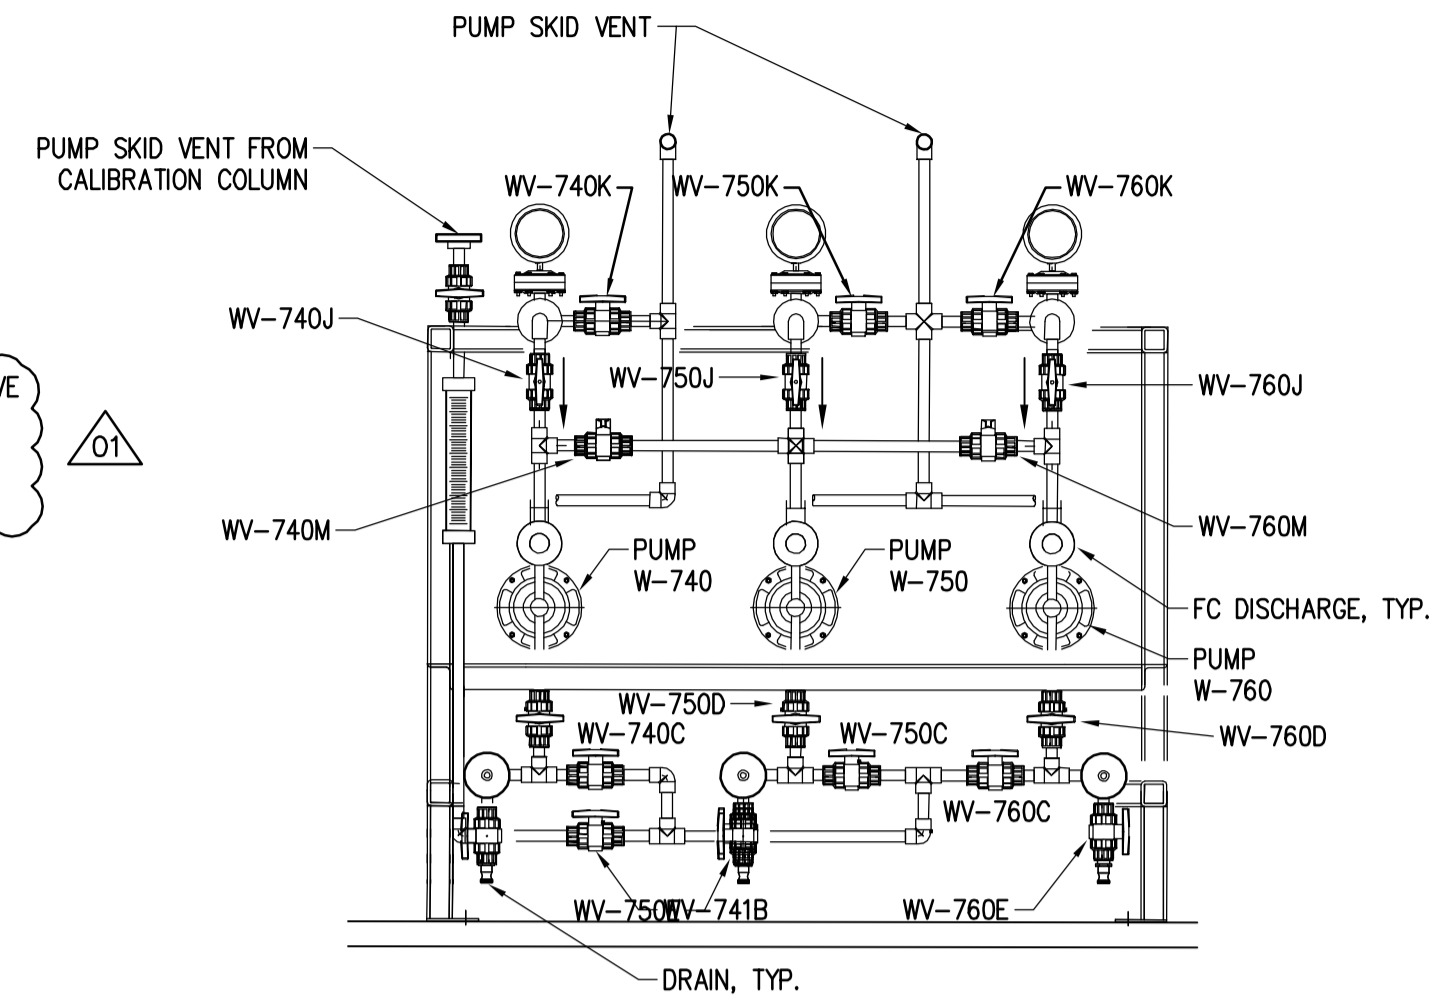 PUMP SKID VENT
PUMP SKID VENT FROM
CALIBRATION COLUMN
WV-740K
WV-750K
WV-760K
WV-740J
WV-750J
WV-760J
VE
01
WV-740M
WV-760M
PUMP
W-740
PUMP
W-750
FC DISCHARGE, TYP.
PUMP
W-760
WV-750D
WV-740C
WV-750C
WV-760D
WV-760C
WV-741B
WV-760E
DRAIN, TYP.